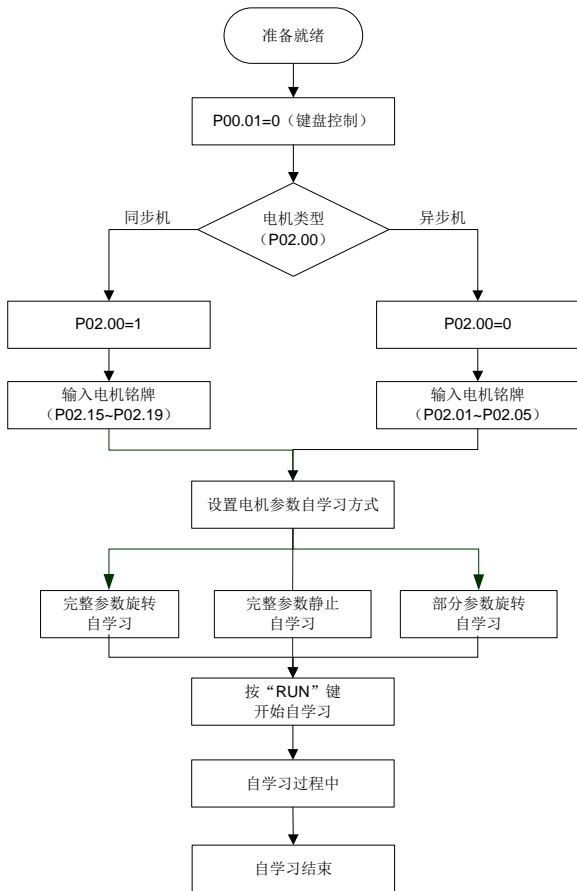 准备就绪
P00.01=0（键盘控制）
同步机
电机类型
（P02.00）
异步机
P02.00=1
P02.00=0
输入电机铭牌
（P02.15~P02.19）
输入电机铭牌
（P02.01~P02.05）
设置电机参数自学习方式
完整参数旋转
自学习
完整参数静止
自学习
部分参数旋转
自学习
按“RUN”键
开始自学习
自学习过程中
自学习结束